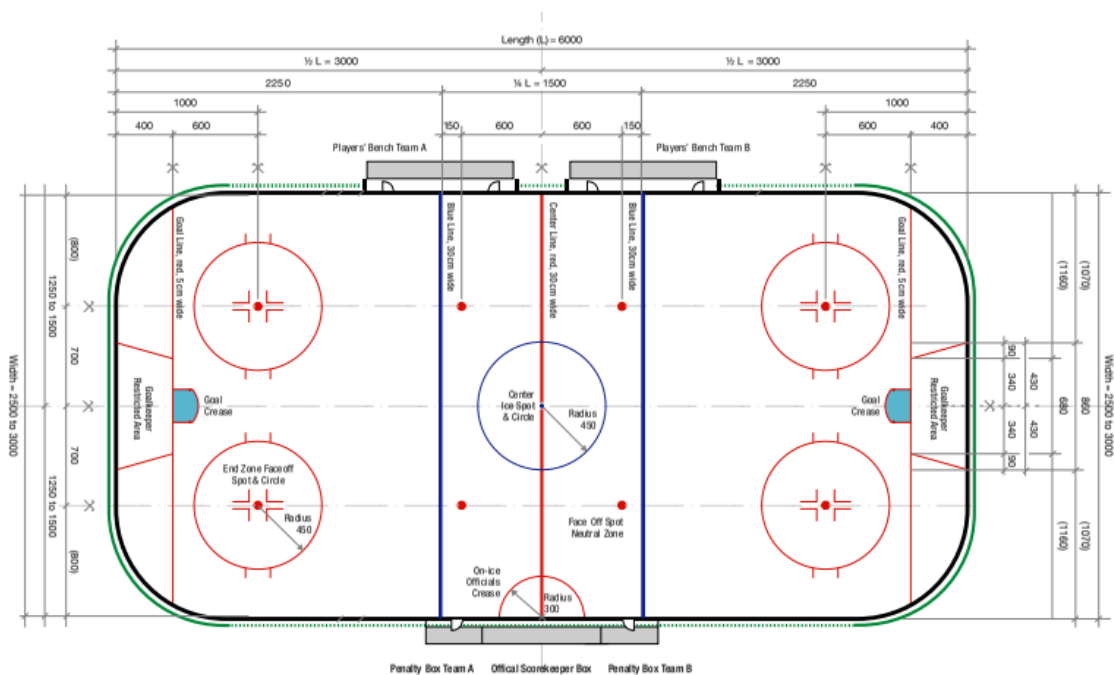 Length (L) = 6000
½ L = 3000
½ L = 3000
2250
¼ L = 1500
2250
1000
1000
400
600
150
600
600
150
600
400
Players' Bench Team A
Players' Bench Team B
Goal Line, red, 5 cm wide
Blue Line, 30cm wide
Center Line, red, 30cm wide
Blue Line, 30cm wide
Goal Line, red, 5 cm wide
Width = 2500 to 3000
1250 to 1500
1250 to 1500
(800)
700
700
(800)
Goalkeeper
Restricted Area
Goal
Crease
Center
Ice Spot
& Circle
Radius
450
Goal
Crease
Goalkeeper
Restricted Area
90
340
340
90
430
430
(1160)
680
(1160)
(1070)
860
(1070)
Width = 2500 to 3000
End Zone Faceoff
Spot & Circle
Radius
450
Face Off Spot
Neutral Zone
On-ice
Officials
Crease
Radius
300
Penalty Box Team A
Offical Scorekeeper Box
Penalty Box Team B